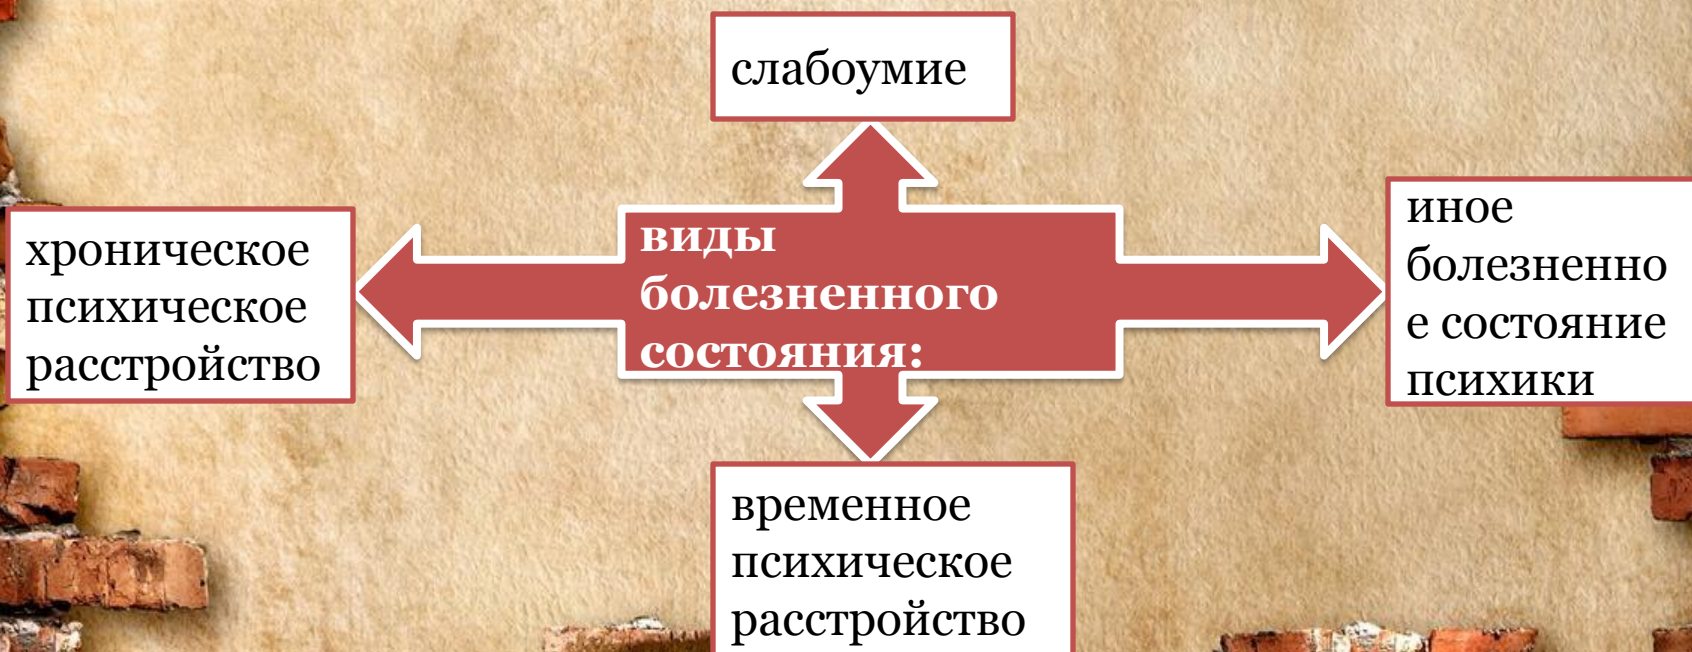 слабоумие
хроническое
психическое
расстройство
виды
болезненного
состояния:
иное
болезненно
е состояние
психики
временное
психическое
расстройство